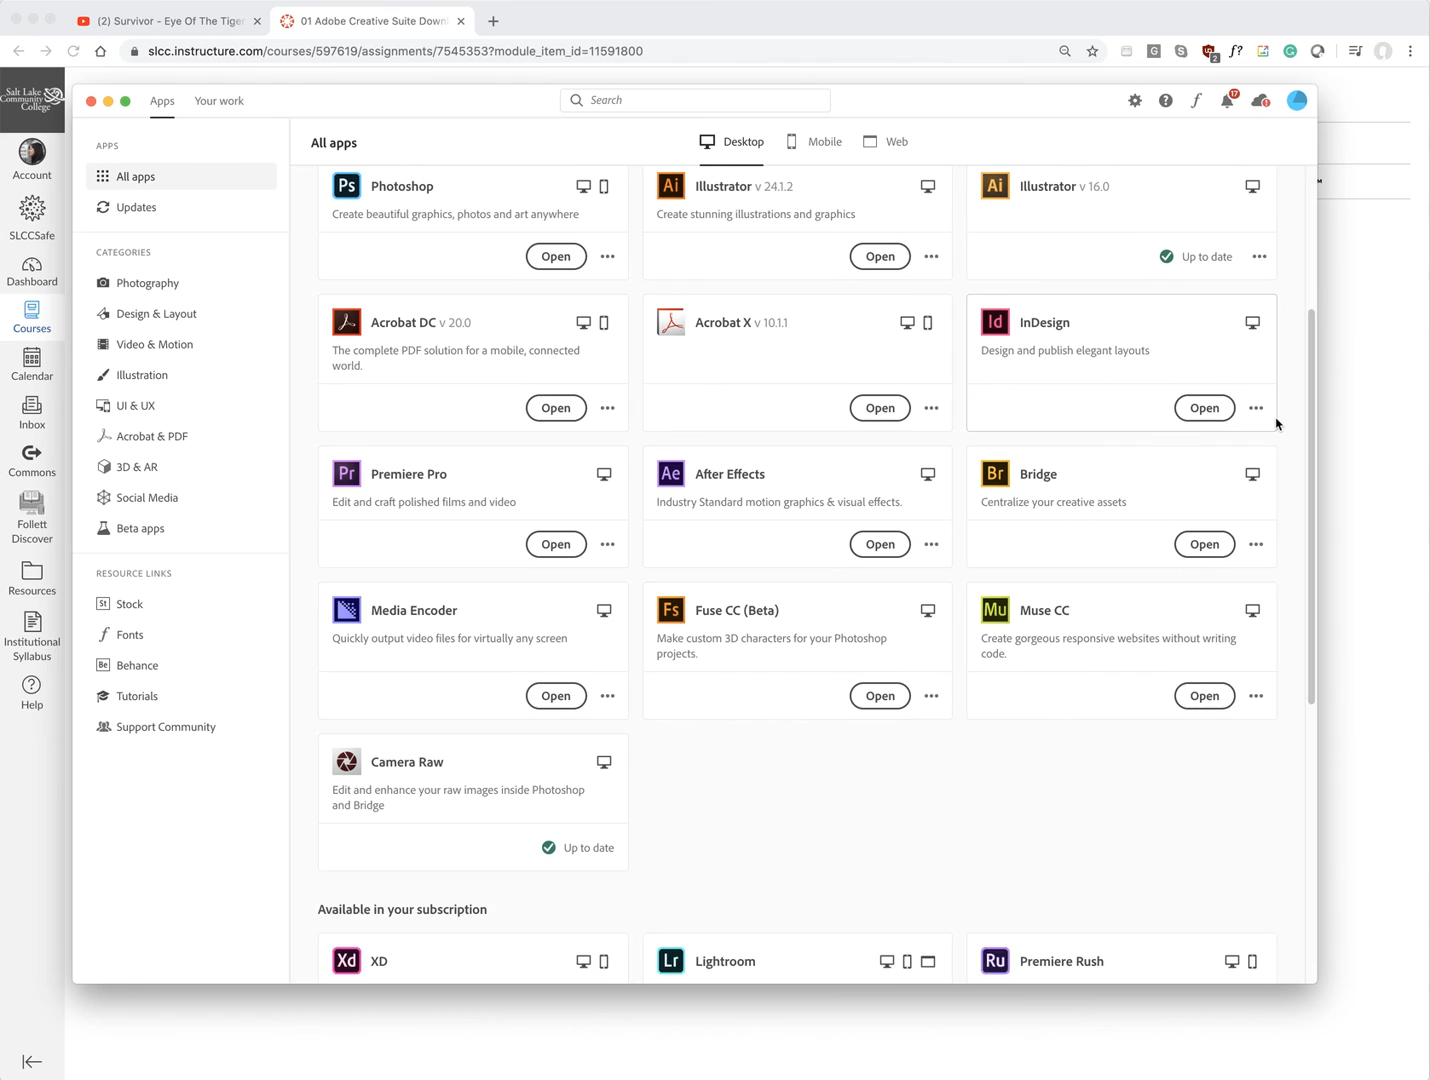 (2) Survivor - Eye Of The Tiger
01 Adobe Creative Suite Down
slcc.instructure.com/courses/597619/assignments/7545353?module_item_id=11591800
G
S
2
f?
Salt Lake
Community
College
Account
SLCCSafe
Dashboard
Courses
Calendar
Inbox
Commons
Follett
Discover
Resources
Institutional
Syllabus
Help
Apps
Your work
Search
17
APPS
All apps
Updates
CATEGORIES
Photography
Design & Layout
Video & Motion
Illustration
UI & UX
Acrobat & PDF
3D & AR
Social Media
Beta apps
RESOURCE LINKS
St Stock
Fonts
Be Behance
Tutorials
Support Community
All apps
Desktop
Mobile
Web
Ps Photoshop
Create beautiful graphics, photos and art anywhere
Open
Ai Illustrator v 24.1.2
Create stunning illustrations and graphics
Open
Ai Illustrator v 16.0
Up to date
Acrobat DC v 20.0
The complete PDF solution for a mobile, connected
world.
Open
Acrobat X v 10.1.1
Open
Id InDesign
Design and publish elegant layouts
Open
Pr Premiere Pro
Edit and craft polished films and video
Open
Ae After Effects
Industry Standard motion graphics & visual effects.
Open
Br Bridge
Centralize your creative assets
Open
Media Encoder
Quickly output video files for virtually any screen
Open
Fs Fuse CC (Beta)
Make custom 3D characters for your Photoshop
projects.
Open
Mu Muse CC
Create gorgeous responsive websites without writing
code.
Open
Camera Raw
Edit and enhance your raw images inside Photoshop
and Bridge
Up to date
Available in your subscription
Xd XD
Lr Lightroom
Ru Premiere Rush